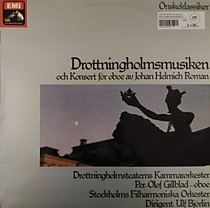 EMI
Önskeklassiker
Drottningholmsmusiken
och Konsert för oboe av Johan Helmich Roman
Drottningholmsteaterns Kammarorkester
Per-Olof Gillblad-oboe
Stockholms Filharmoniska Orkester
Dirigent: Ulf Björlin